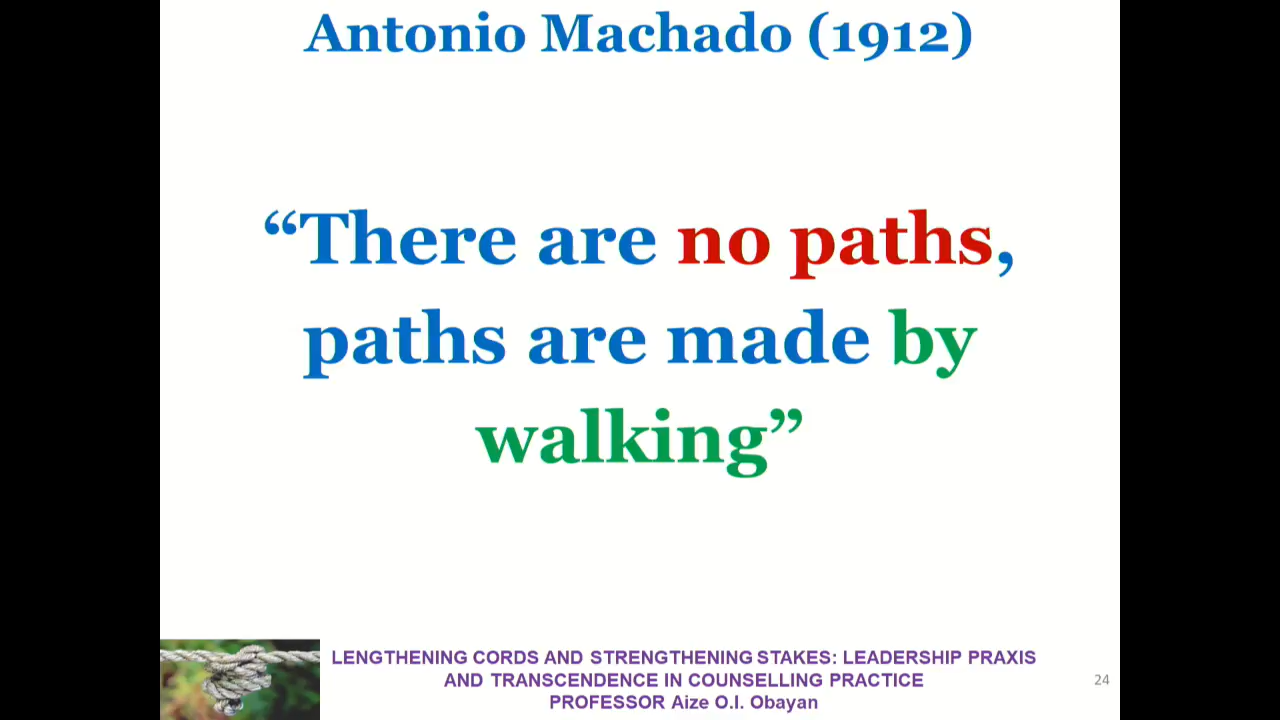 Antonio Machado (1912)
“There are no paths,
paths are made by
walking”
LENGTHENING CORDS AND STRENGTHENING STAKES: LEADERSHIP PRAXIS
AND TRANSCENDENCE IN COUNSELLING PRACTICE
PROFESSOR Aize O.I. Obayan
24